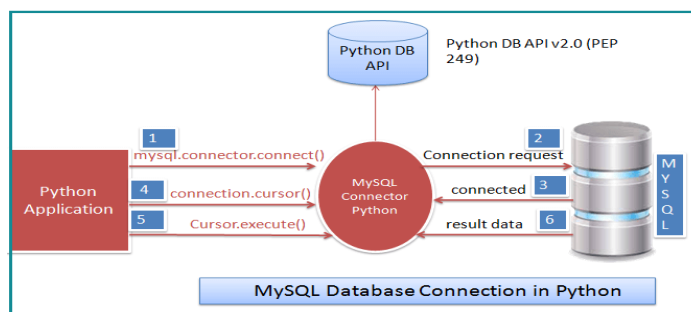 Python DB
API
Python DB API v2.0 (PEP
249)
1
mysql.connector.connect()
2
Connection request
Python
Application
4
connection.cursor()
MySQL
Connector
Python
connected
3
5
Cursor.execute()
result data
6
MYSQL
MySQL Database Connection in Python